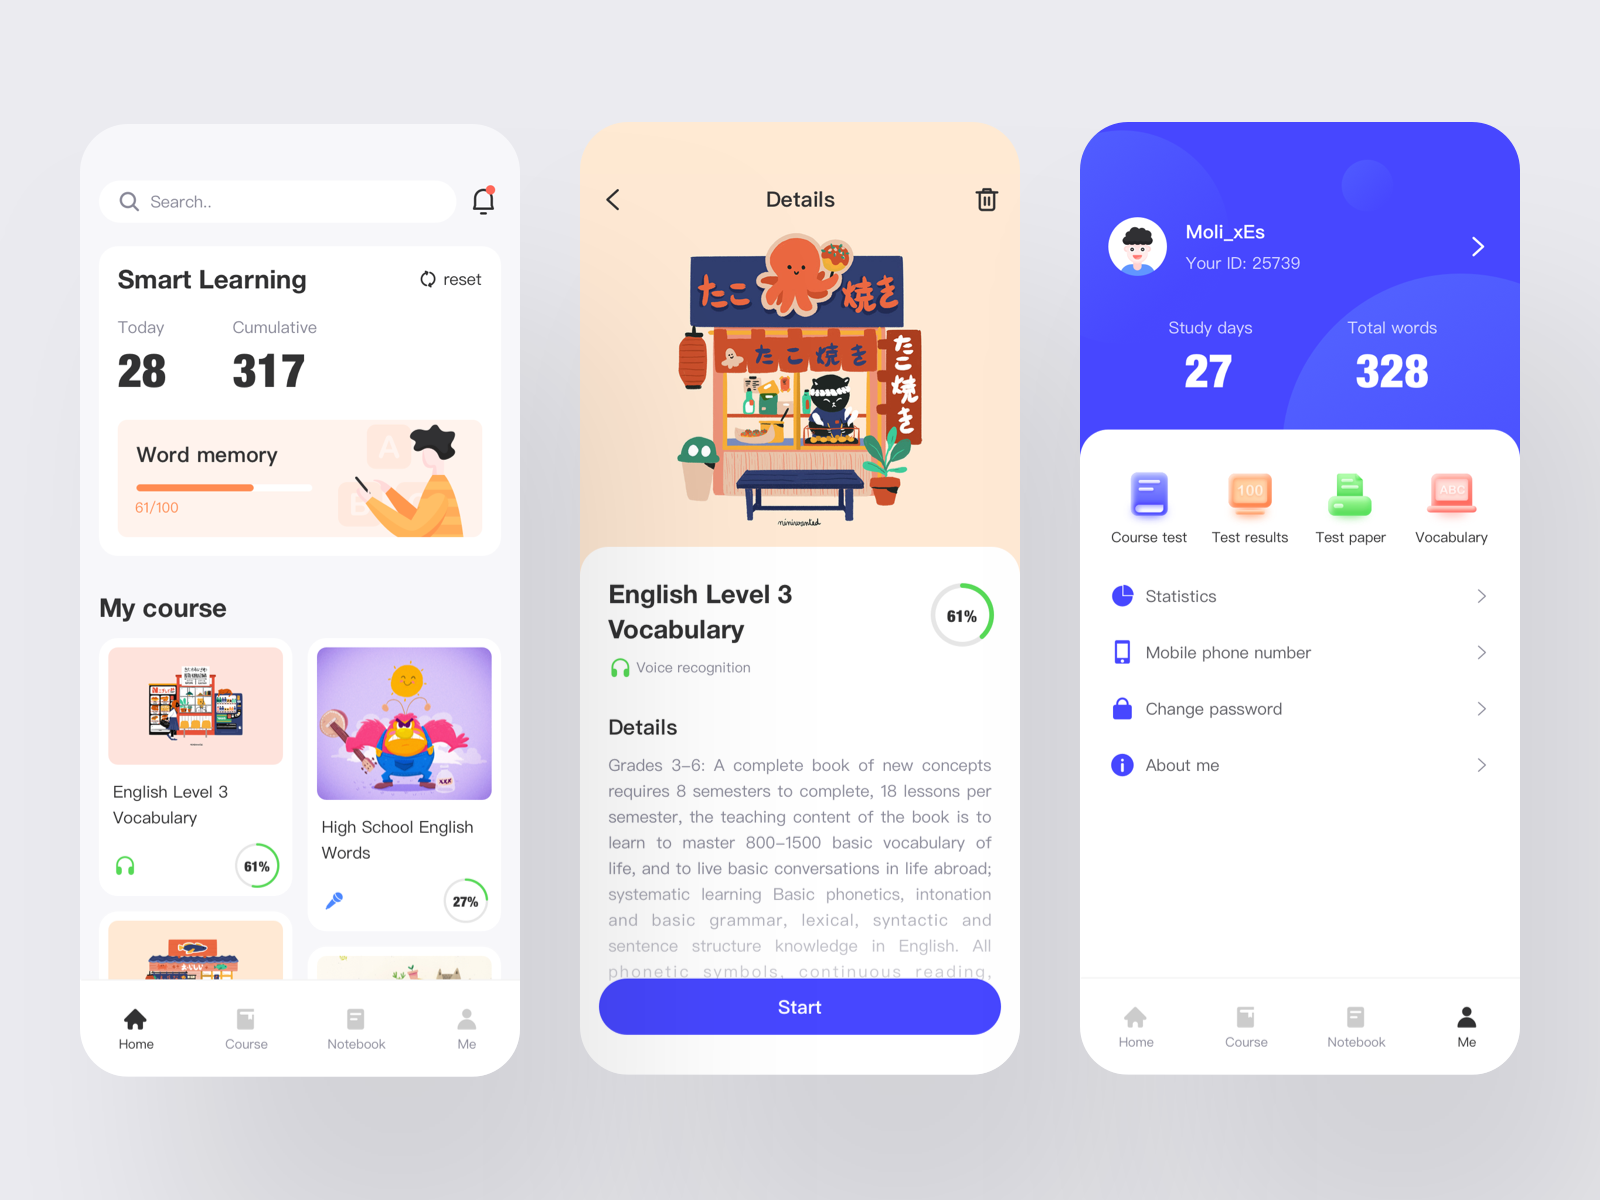 Search..
Smart Learning
reset
Today
Cumulative
28
317
Word memory
61/100
A
B
My course
English Level 3
Vocabulary
61%
High School English
Words
27%
Home
Course
Notebook
Me
Details
たこ
焼き
たこ焼き
たこ焼き
English Level 3
Vocabulary
61%
Voice recognition
Details
Grades 3–6: A complete book of new concepts
requires 8 semesters to complete, 18 lessons per
semester, the teaching content of the book is to
learn to master 800–1500 basic vocabulary of
life, and to live basic conversations in life abroad;
systematic learning Basic phonetics, intonation
and basic grammar, lexical, syntactic and
sentence structure knowledge in English. All
phonetic symbols, continuous reading,
Start
Moli_xEs
Your ID: 25739
Study days
Total words
27
328
100
ABC
Course test
Test results
Test paper
Vocabulary
Statistics
Mobile phone number
Change password
About me
Home
Course
Notebook
Me